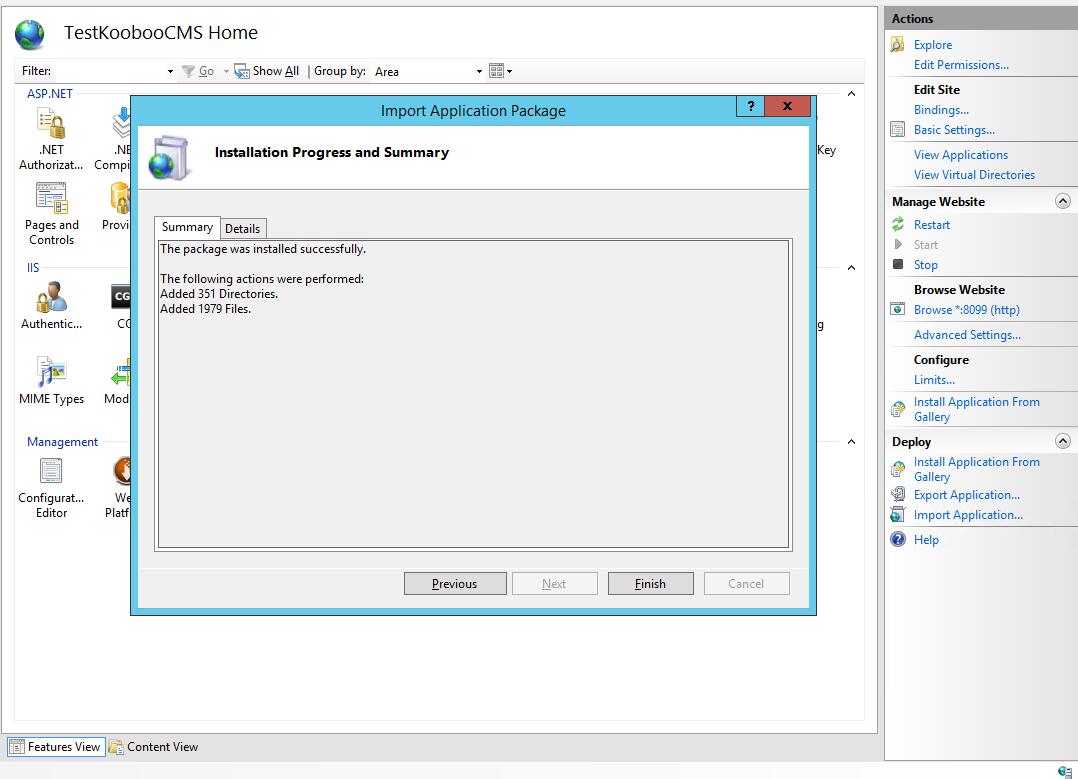 TestKoobooCMS Home
Filter:
Go
Show All
Group by:
Area
ASP.NET
.NET
Authorizat...
Compi
Pages and
Controls
Provi
Key
IIS
Authentic...
CG
g
MIME Types
Mod
Management
Configurat...
Editor
We
Platf
Import Application Package
?
X
Installation Progress and Summary
Summary
Details
The package was installed successfully.
The following actions were performed:
Added 351 Directories.
Added 1979 Files.
Previous
Next
Finish
Cancel
Features View
Content View
Actions
Explore
Edit Permissions...
Edit Site
Bindings...
Basic Settings...
View Applications
View Virtual Directories
Manage Website
Restart
Start
Stop
Browse Website
Browse *:8099 (http)
Advanced Settings...
Configure
Limits...
Install Application From
Gallery
Deploy
Install Application From
Gallery
Export Application...
Import Application...
Help